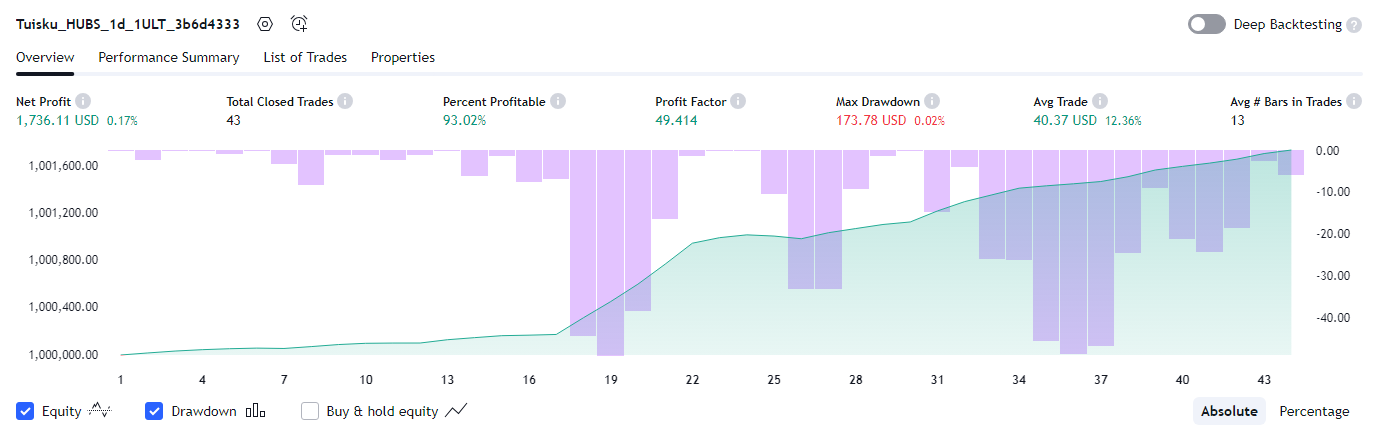 Tuisku_HUBS_1d_1ULT_3b6d4333
Deep Backtesting ?
Overview Performance Summary List of Trades Properties
Net Profit i Total Closed Trades i Percent Profitable i Profit Factor i Max Drawdown i Avg Trade i Avg # Bars in Trades i
1,736.11 USD 0.17% 43 93.02% 49.414 173.78 USD 0.02% 40.37 USD 12.36% 13
1,001,600.00 0.00
1,001,200.00 -10.00
1,000,800.00 -20.00
1,000,400.00 -30.00
1,000,000.00 -40.00
1 4 7 10 13 16 19 22 25 28 31 34 37 40 43
Equity Drawdown Buy & hold equity Absolute Percentage